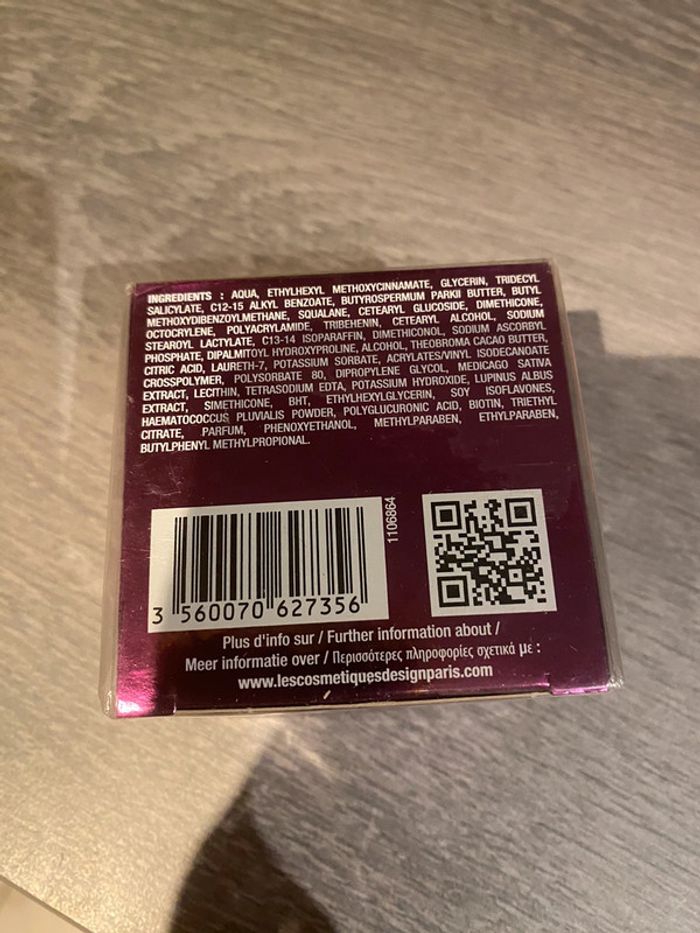 INGREDIENTS : AQUA, ETHYLHEXYL METHOXYCINNAMATE, GLYCERIN, TRIDECYL
SALICYLATE, C12-15 ALKYL BENZOATE, BUTYROSPERMUM PARKII BUTTER, BUTYL
METHOXYDIBENZOYLMETHANE, SQUALANE, CETEARYL GLUCOSIDE, DIMETHICONE,
OCTOCRYLENE, POLYACRYLAMIDE, TRIBEHENIN, CETEARYL ALCOHOL, SODIUM
STEAROYL LACTYLATE, C13-14 ISOPARAFFIN, DIMETHICONOL, SODIUM ASCORBYL
PHOSPHATE, DIPALMITOYL HYDROXYPROLINE, ALCOHOL, THEOBROMA CACAO BUTTER,
CITRIC ACID, LAURETH-7, POTASSIUM SORBATE, ACRYLATES/VINYL ISODECANOATE
CROSSPOLYMER, POLYSORBATE 80, DIPROPYLENE GLYCOL, MEDICAGO SATIVA
EXTRACT, LECITHIN, TETRASODIUM EDTA, POTASSIUM HYDROXIDE, LUPINUS ALBUS
EXTRACT, SIMETHICONE, BHT, ETHYLHEXYLGLYCERIN, SOY ISOFLAVONES,
HAEMATOCOCCUS PLUVIALIS POWDER, POLYGLUCURONIC ACID, BIOTIN, TRIETHYL
CITRATE, PARFUM, PHENOXYETHANOL, METHYLPARABEN, ETHYLPARABEN,
BUTYLPHENYL METHYLPROPIONAL.
1106864
3 560070 627356
Plus d'info sur / Further information about /
Meer informatie over / Περισσότερες πληροφορίες σχετικά με :
www.lescosmetiquesdesignparis.com